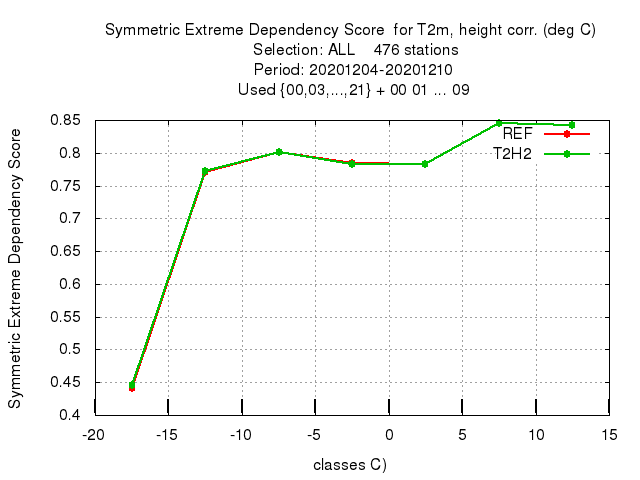 Symmetric Extreme Dependency Score  for T2m, height corr. (deg C)
Selection: ALL    476 stations
Period: 20201204-20201210
Used {00,03,...,21} + 00 01 ... 09
Symmetric Extreme Dependency Score
0.85
0.8
0.75
0.7
0.65
0.6
0.55
0.5
0.45
0.4
REF
T2H2
-20 -15 -10 -5 0 5 10 15
classes C)